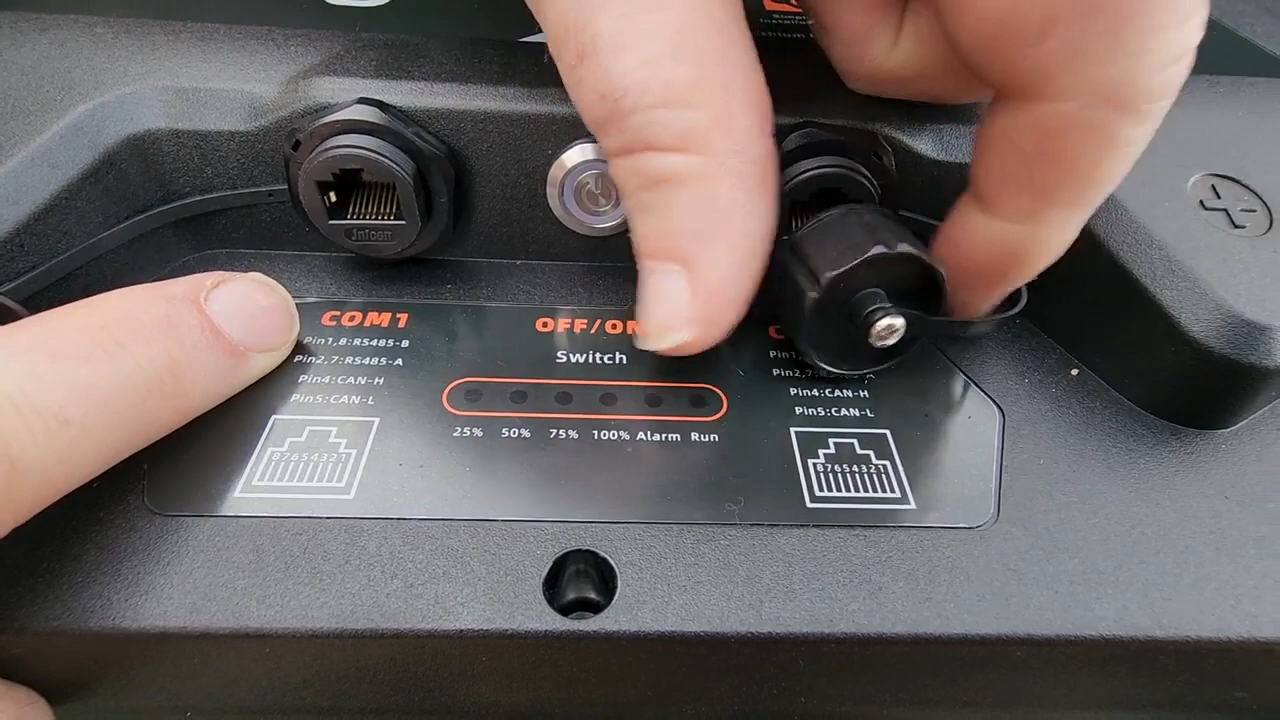 Jnicon
COM1
Pin1,8:RS485-B
Pin2,7:RS485-A
Pin4:CAN-H
Pin5:CAN-L
87654321
OFF/ON
Switch
25% 50% 75% 100% Alarm Run
Pin4:CAN-H
Pin5:CAN-L
87654321